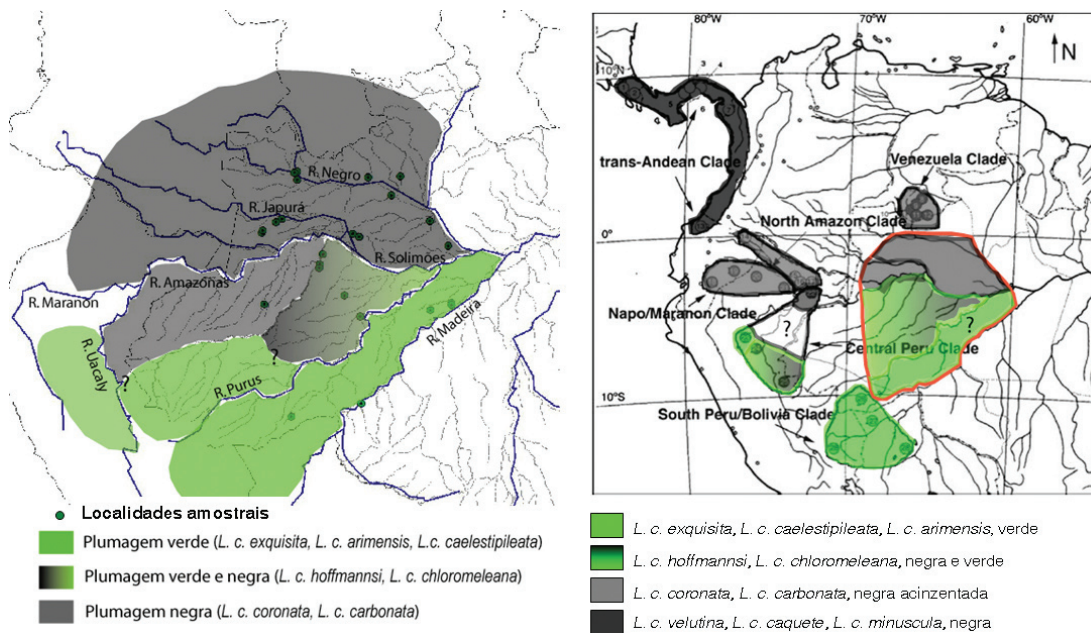 R. Negro
R. Japurá
R. Solimões
R. Amazonas
R. Maranon
R. Madeira
R. Uacaly
?
?
R. Purus
Localidades amostrais
Plumagem verde (L. c. exquisita, L. c. arimensis, L.c. caelestipileata)
Plumagem verde e negra (L. c. hoffmannsi, L. c. chloromeleana)
Plumagem negra (L. c. coronata, L. c. carbonata)
80°W
70°W
60°W
N
10°N
3
4
trans-Andean Clade
Venezuela Clade
North Amazon Clade
0°
Napo/Maranon Clade
?
?
Central Peru Clade
10°S
South Peru/Bolivia Clade
L. c. exquisita, L. c. caelestipileata, L. c. arimensis, verde
L. c. hoffmannsi, L. c. chloromeleana, negra e verde
L. c. coronata, L. c. carbonata, negra acinzentada
L. c. velutina, L. c. caquete, L. c. minuscula, negra